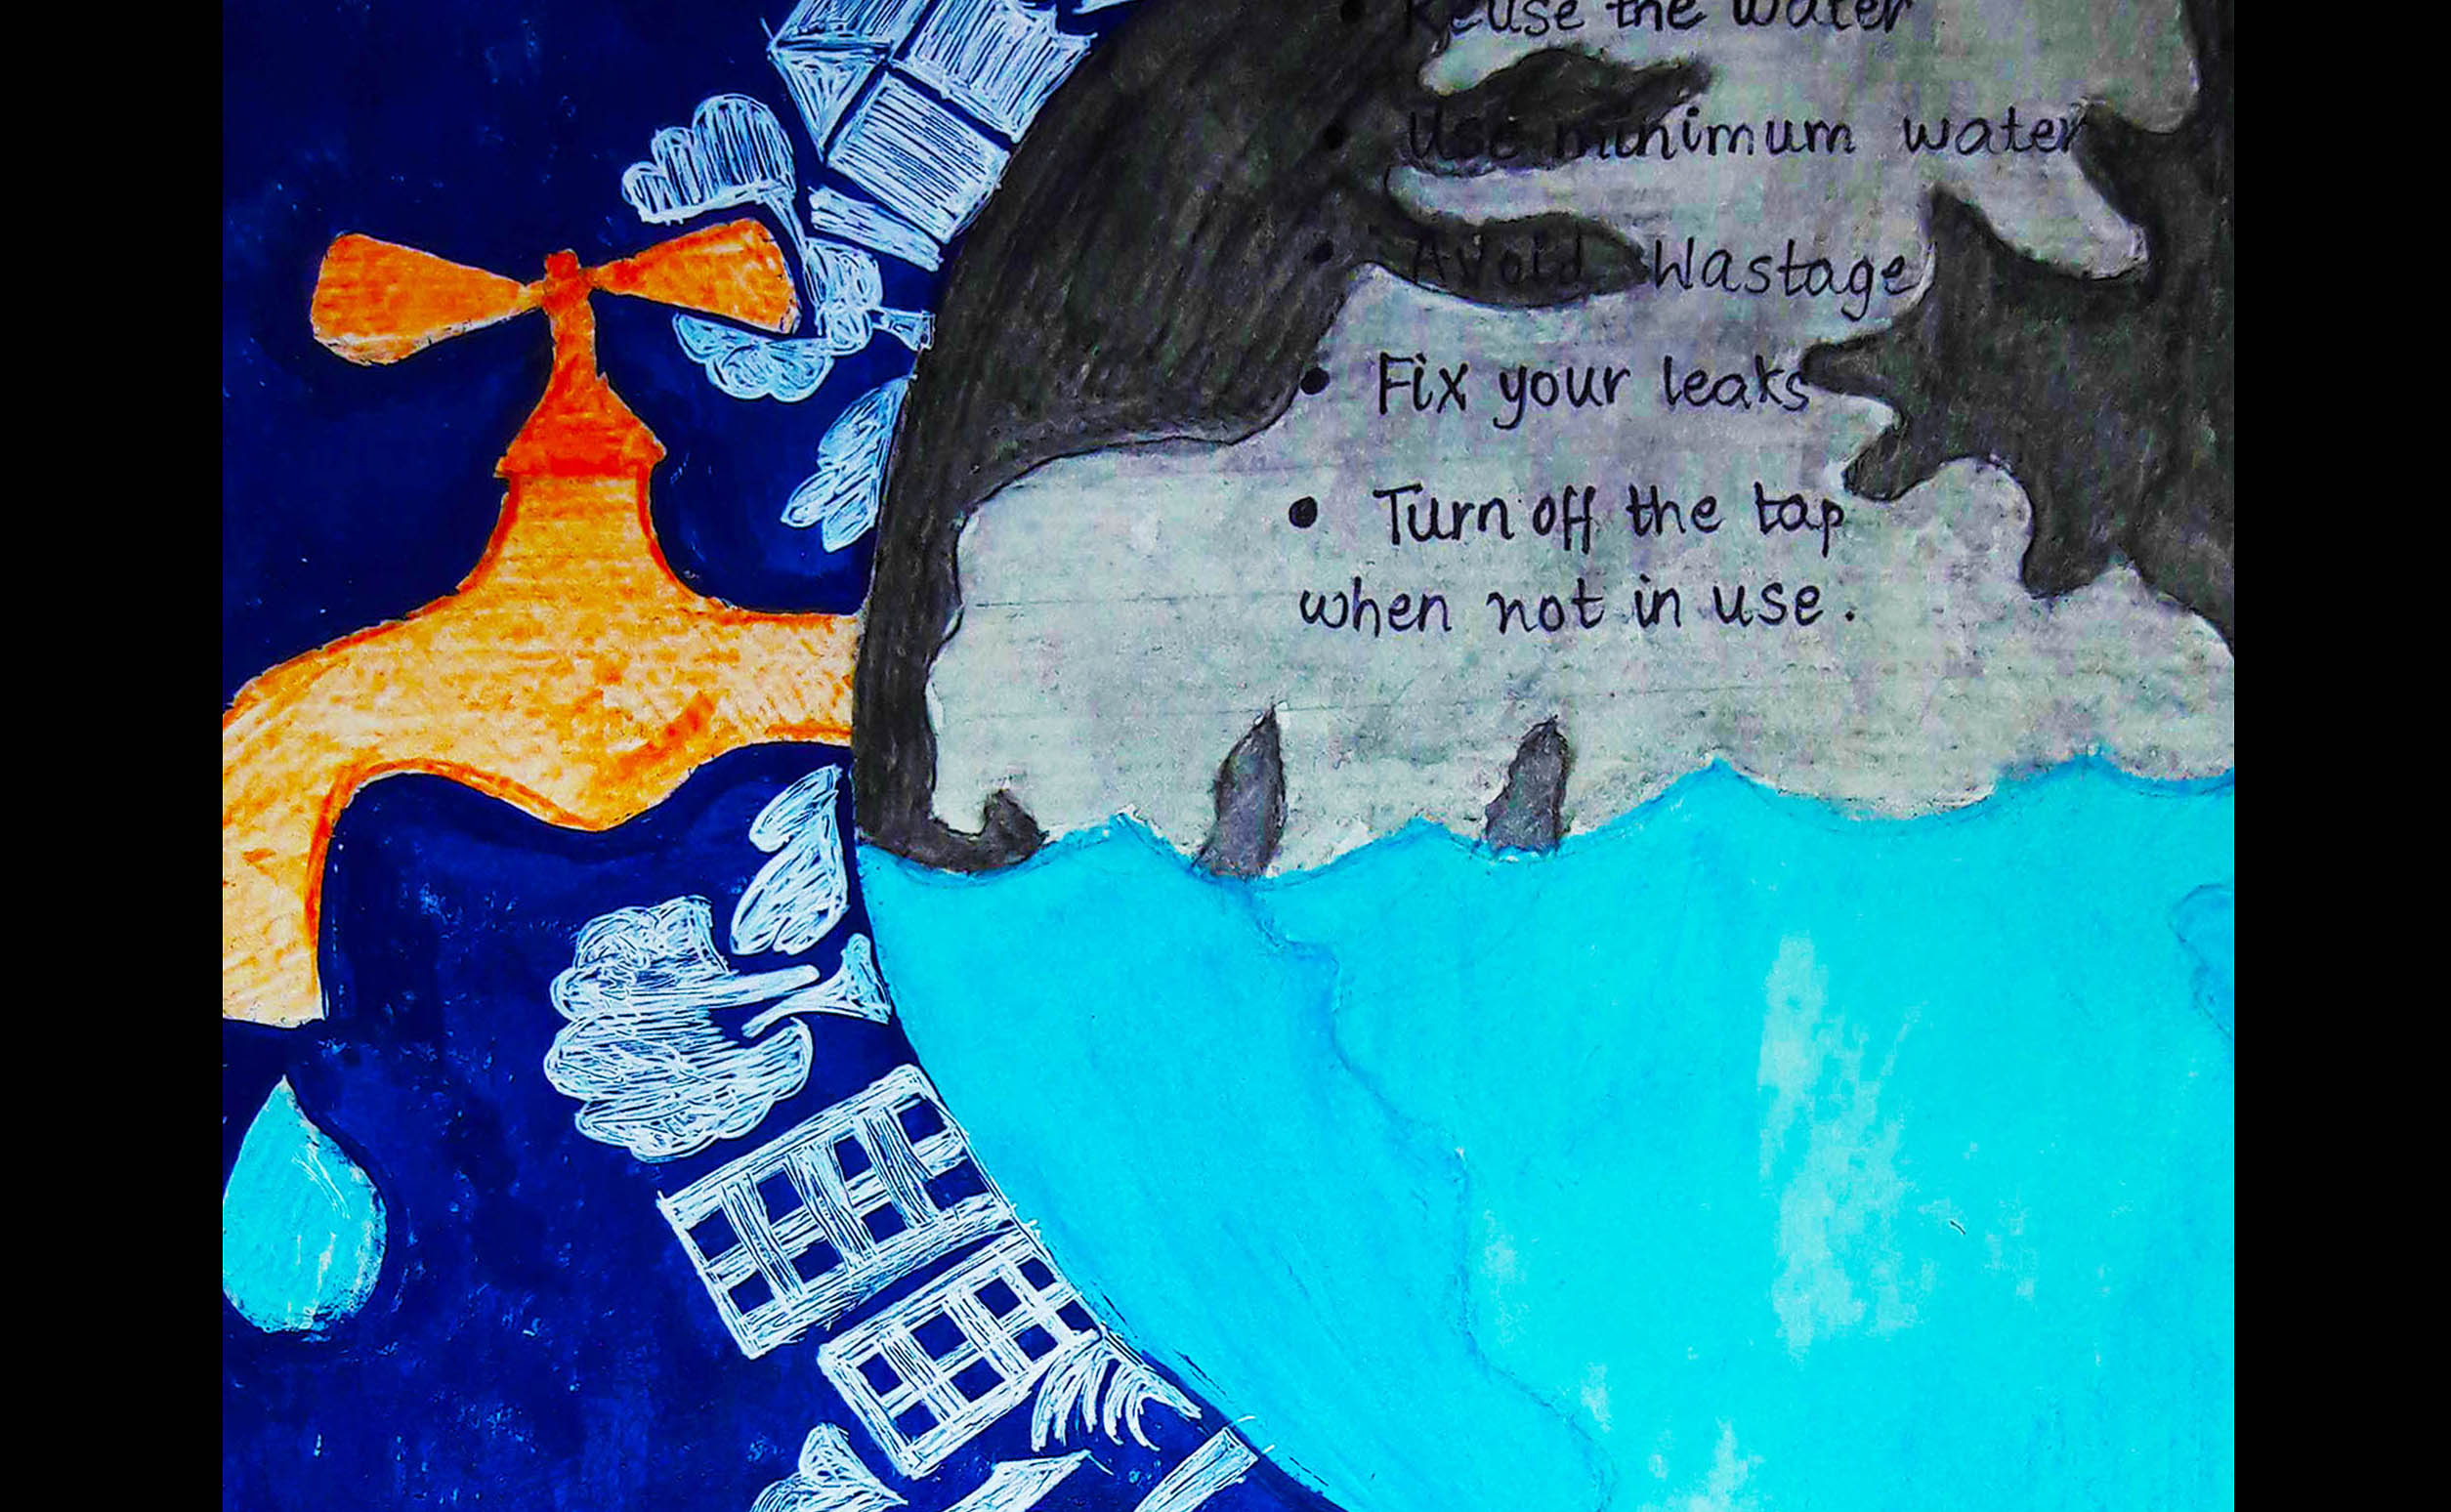 • Reuse the water
• Use minimum water
• Avoid Wastage
• Fix your leaks
• Turn off the tap
when not in use.